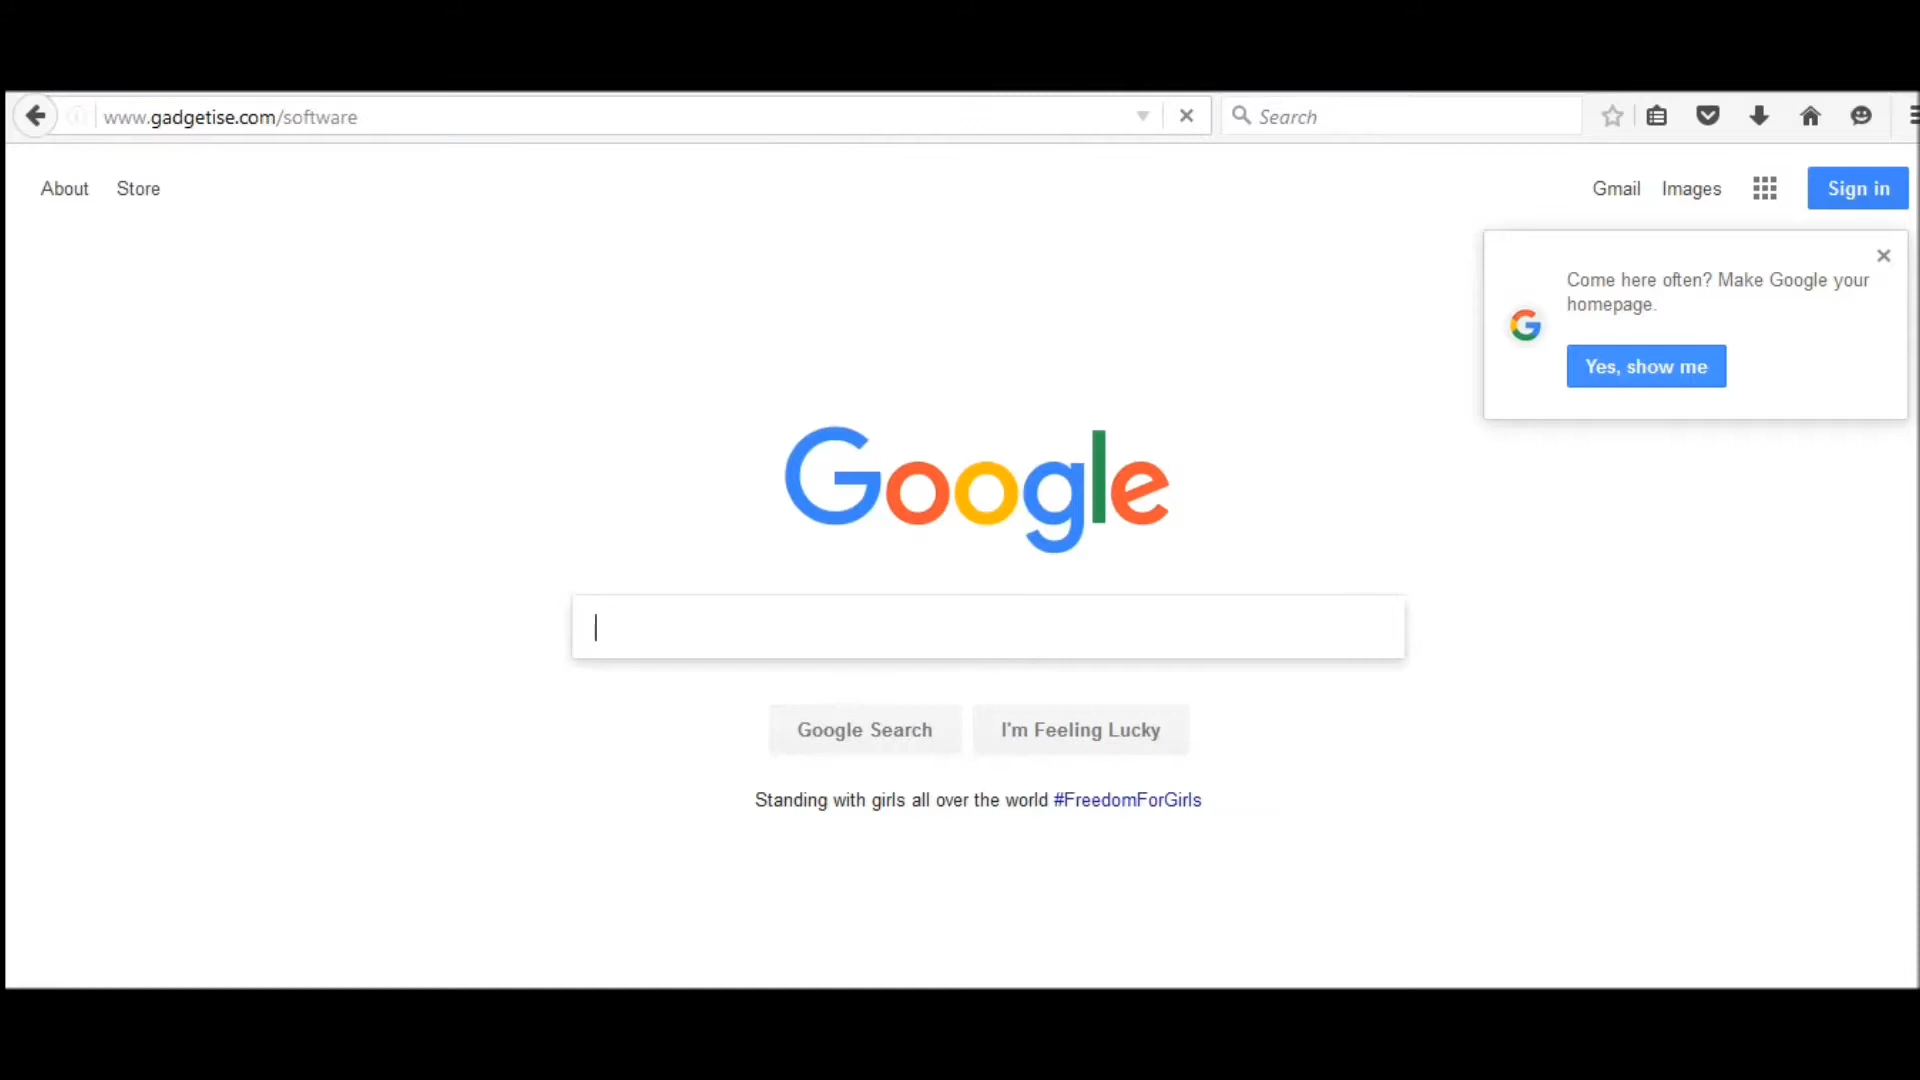 www.gadgetise.com/software
Search
About Store
Gmail Images Sign in
Come here often? Make Google your
homepage.
Yes, show me
Google
Google Search I'm Feeling Lucky
Standing with girls all over the world #FreedomForGirls